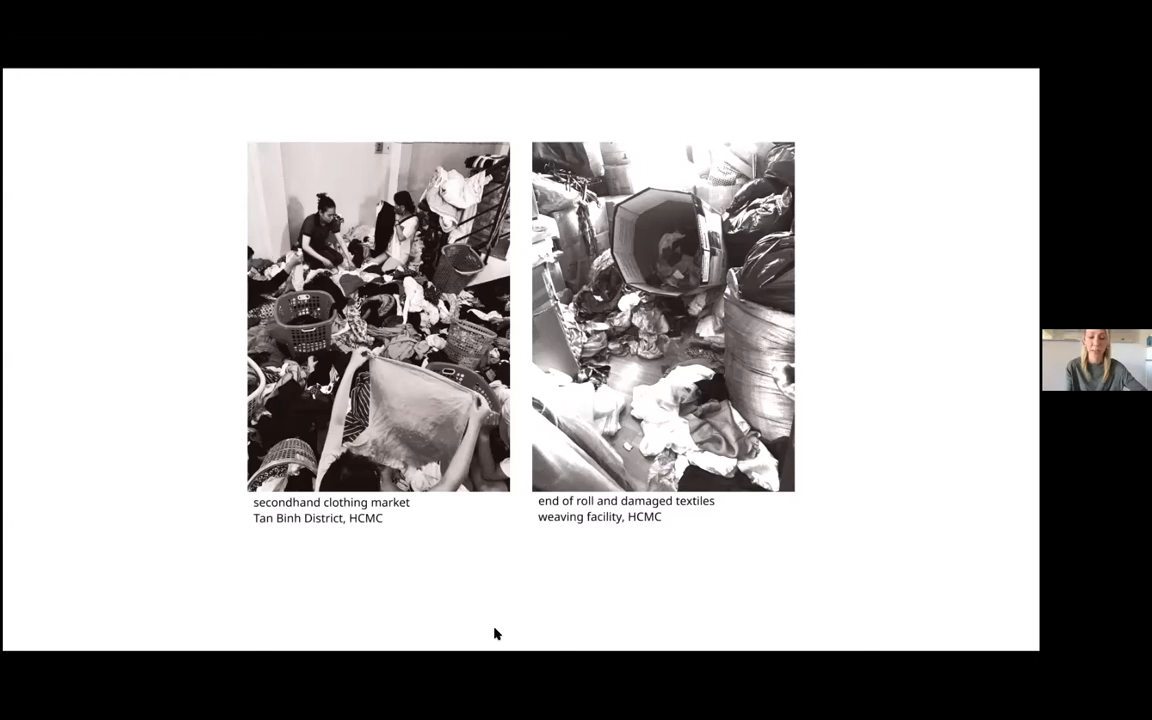 secondhand clothing market
Tan Binh District, HCMC
end of roll and damaged textiles
weaving facility, HCMC